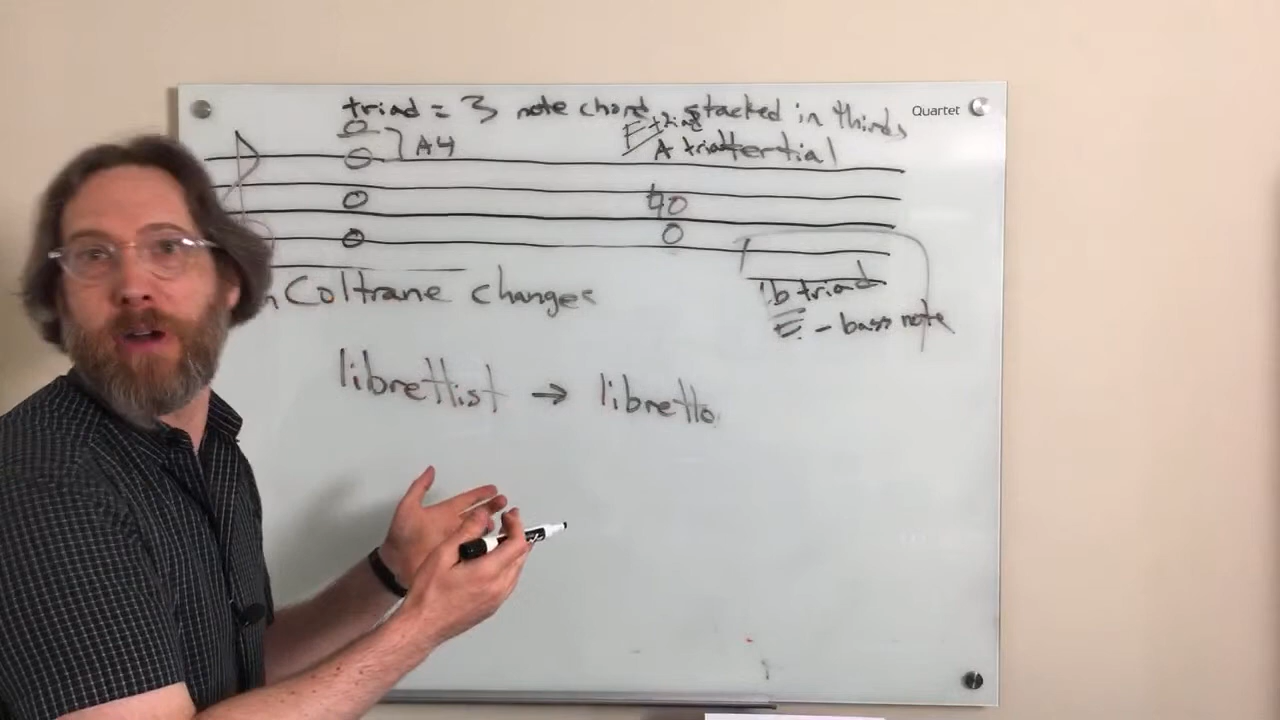 triad = 3 note chord, stacked in thirds
Quartet
A4
E triad
A tertial
b triad
E - bass note
Coltrane changes
librettist → libretto